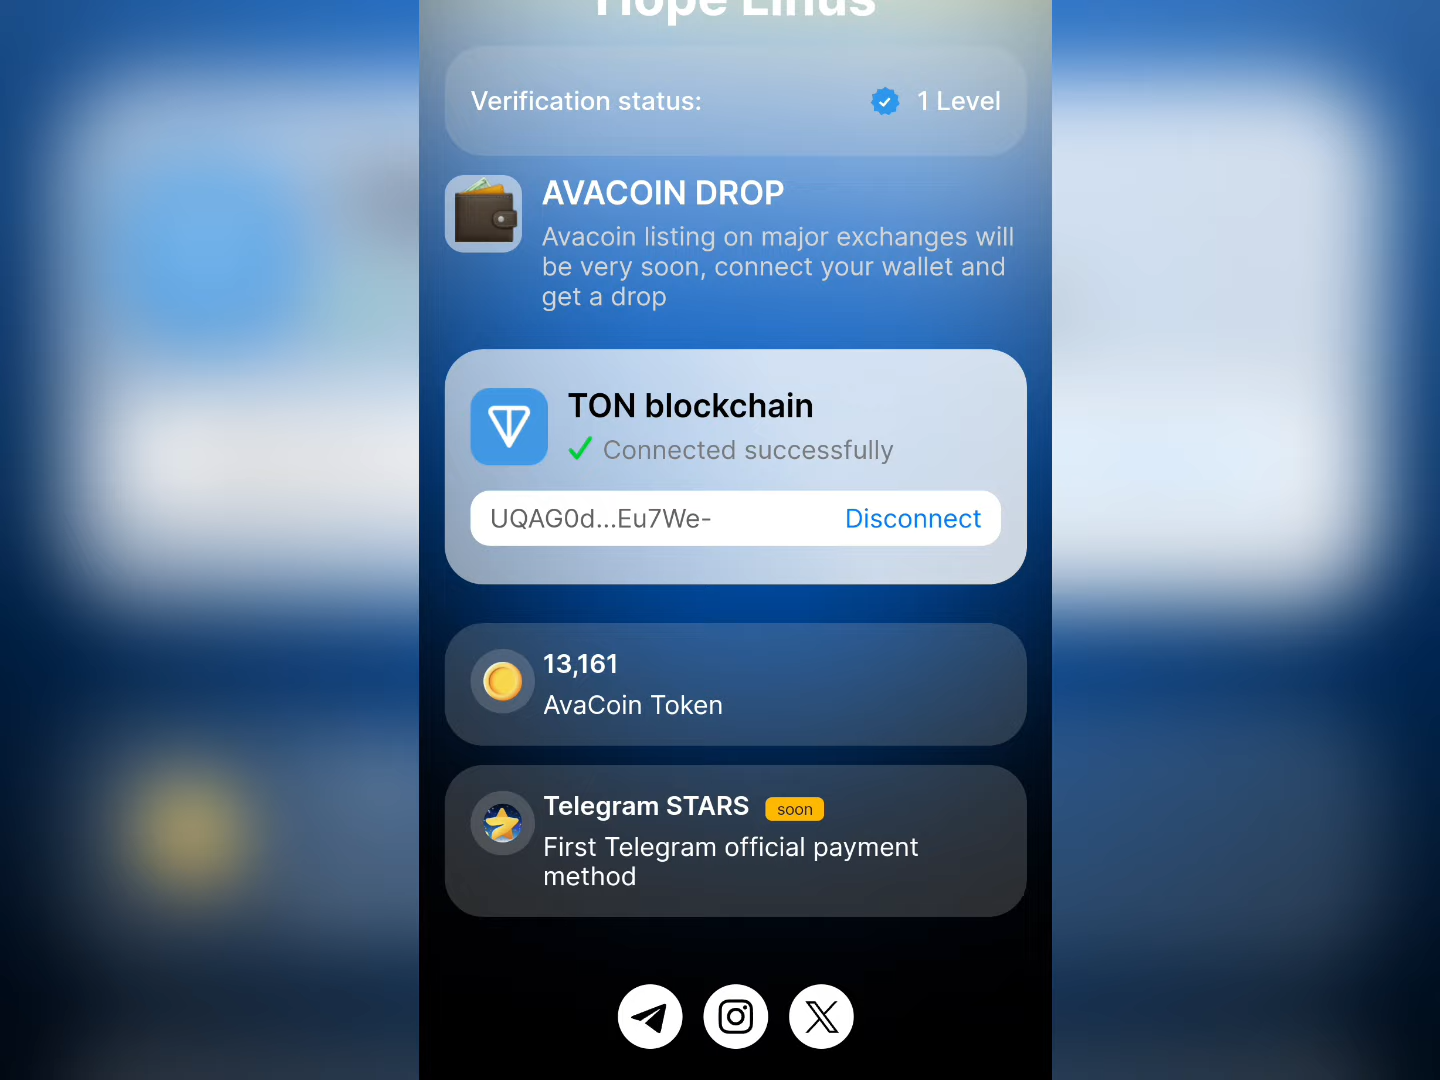 Hope Linus
Verification status:
1 Level
AVACOIN DROP
Avacoin listing on major exchanges will
be very soon, connect your wallet and
get a drop
TON blockchain
Connected successfully
UQAG0d...Eu7We-
Disconnect
13,161
AvaCoin Token
Telegram STARS
soon
First Telegram official payment
method